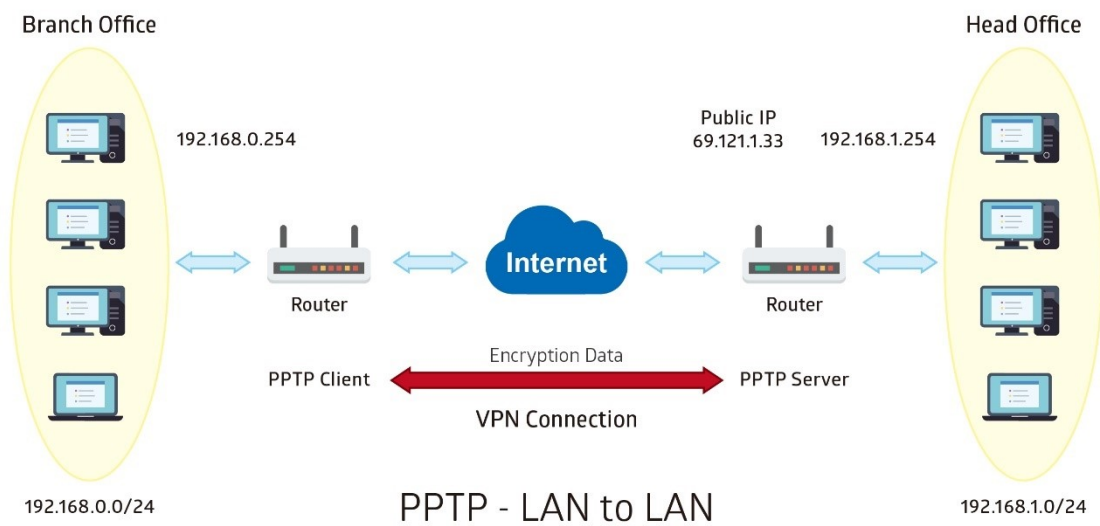 Branch Office
Head Office
192.168.0.254
Public IP
69.121.1.33
192.168.1.254
Internet
Router
Router
Encryption Data
PPTP Client
PPTP Server
VPN Connection
192.168.0.0/24
PPTP - LAN to LAN
192.168.1.0/24